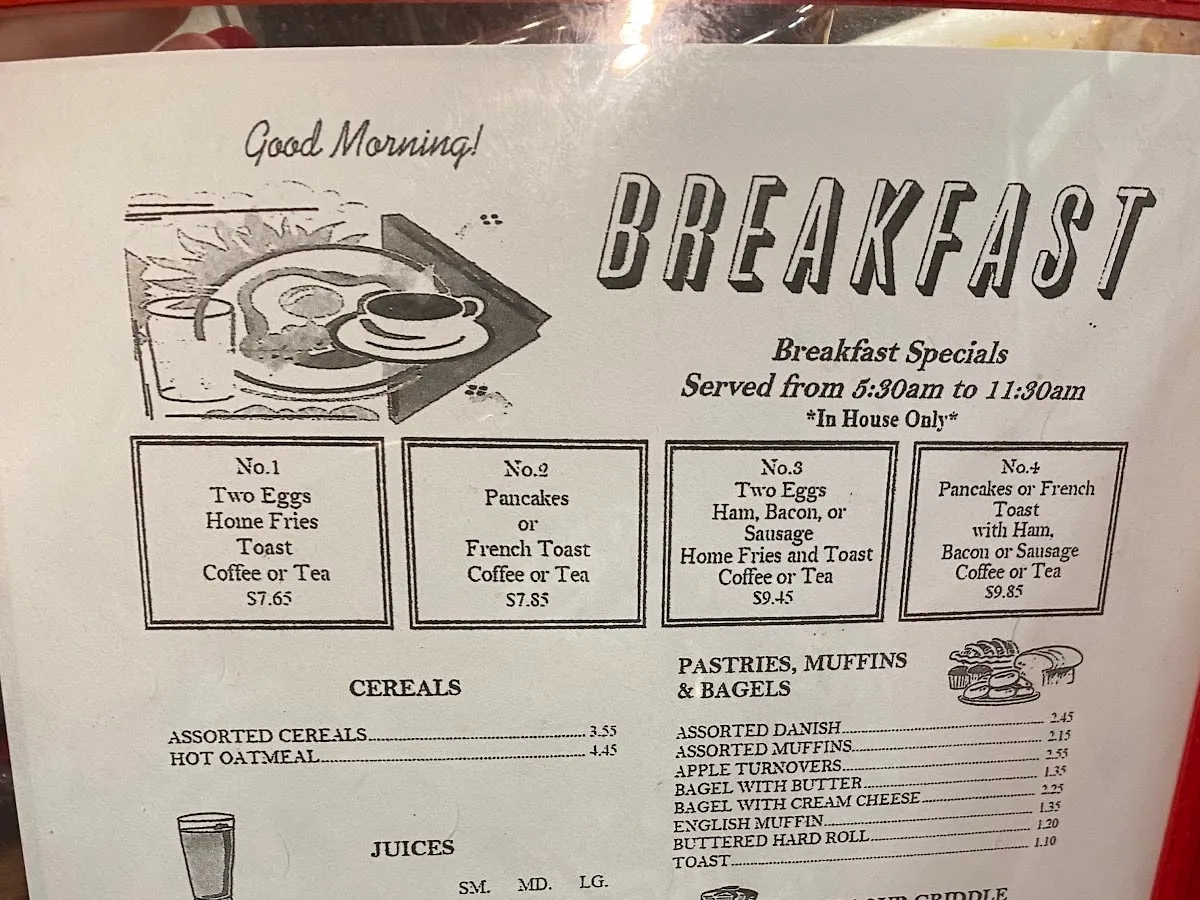 Good Morning!
BREAKFAST
Breakfast Specials
Served from 5:30am to 11:30am
*In House Only*
No.1
Two Eggs
Home Fries
Toast
Coffee or Tea
$7.65
No.2
Pancakes
or
French Toast
Coffee or Tea
$7.85
No.3
Two Eggs
Ham, Bacon, or
Sausage
Home Fries and Toast
Coffee or Tea
$9.45
No.4
Pancakes or French
Toast
with Ham,
Bacon or Sausage
Coffee or Tea
$9.85
CEREALS
ASSORTED CEREALS 3.55
HOT OATMEAL 4.45
JUICES
SM. MD. LG.
PASTRIES, MUFFINS
& BAGELS
ASSORTED DANISH 2.45
ASSORTED MUFFINS 2.15
APPLE TURNOVERS 2.55
BAGEL WITH BUTTER 1.35
BAGEL WITH CREAM CHEESE 2.25
ENGLISH MUFFIN 1.35
BUTTERED HARD ROLL 1.20
TOAST 1.10
GRIDDLE